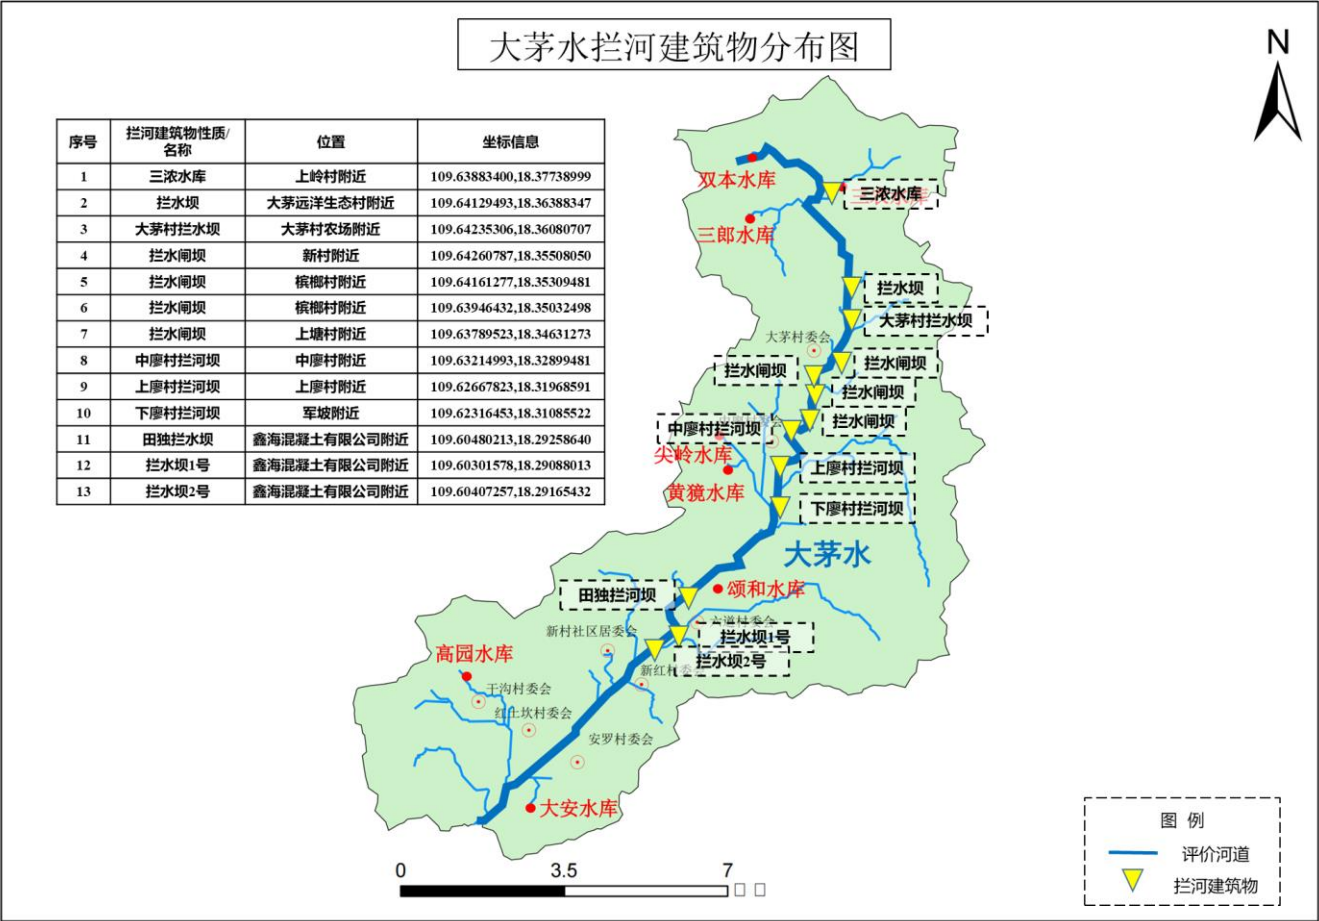 大茅水拦河建筑物分布图
N
序号 拦河建筑物性质/名称 位置 坐标信息
1 三浓水库 上岭村附近 109.63883400,18.37738999
2 拦水坝 大茅远洋生态村附近 109.64129493,18.36388347
3 大茅村拦水坝 大茅村农场附近 109.64235306,18.36080707
4 拦水闸坝 新村附近 109.64260787,18.35508050
5 拦水闸坝 槟榔村附近 109.64161277,18.35309481
6 拦水闸坝 槟榔村附近 109.63946432,18.35032498
7 拦水闸坝 上塘村附近 109.63789523,18.34631273
8 中廖村拦河坝 中廖村附近 109.63214993,18.32899481
9 上廖村拦河坝 上廖村附近 109.62667823,18.31968591
10 下廖村拦河坝 军坡附近 109.62316453,18.31085522
11 田独拦水坝 鑫海混凝土有限公司附近 109.60480213,18.29258640
12 拦水坝1号 鑫海混凝土有限公司附近 109.60301578,18.29088013
13 拦水坝2号 鑫海混凝土有限公司附近 109.60407257,18.29165432
双本水库
三浓水库
三郎水库
拦水坝
大茅村拦水坝
大茅村委会
拦水闸坝
拦水闸坝
拦水闸坝
拦水闸坝
中廖村拦河坝
尖岭水库
上廖村拦河坝
黄猄水库
下廖村拦河坝
大茅水
颂和水库
田独拦河坝
六道村委会
新村社区居委会
拦水坝1号
拦水坝2号
高园水库
新红村委会
干沟村委会
红土坎村委会
安罗村委会
大安水库
图 例
评价河道
拦河建筑物
0 3.5 7